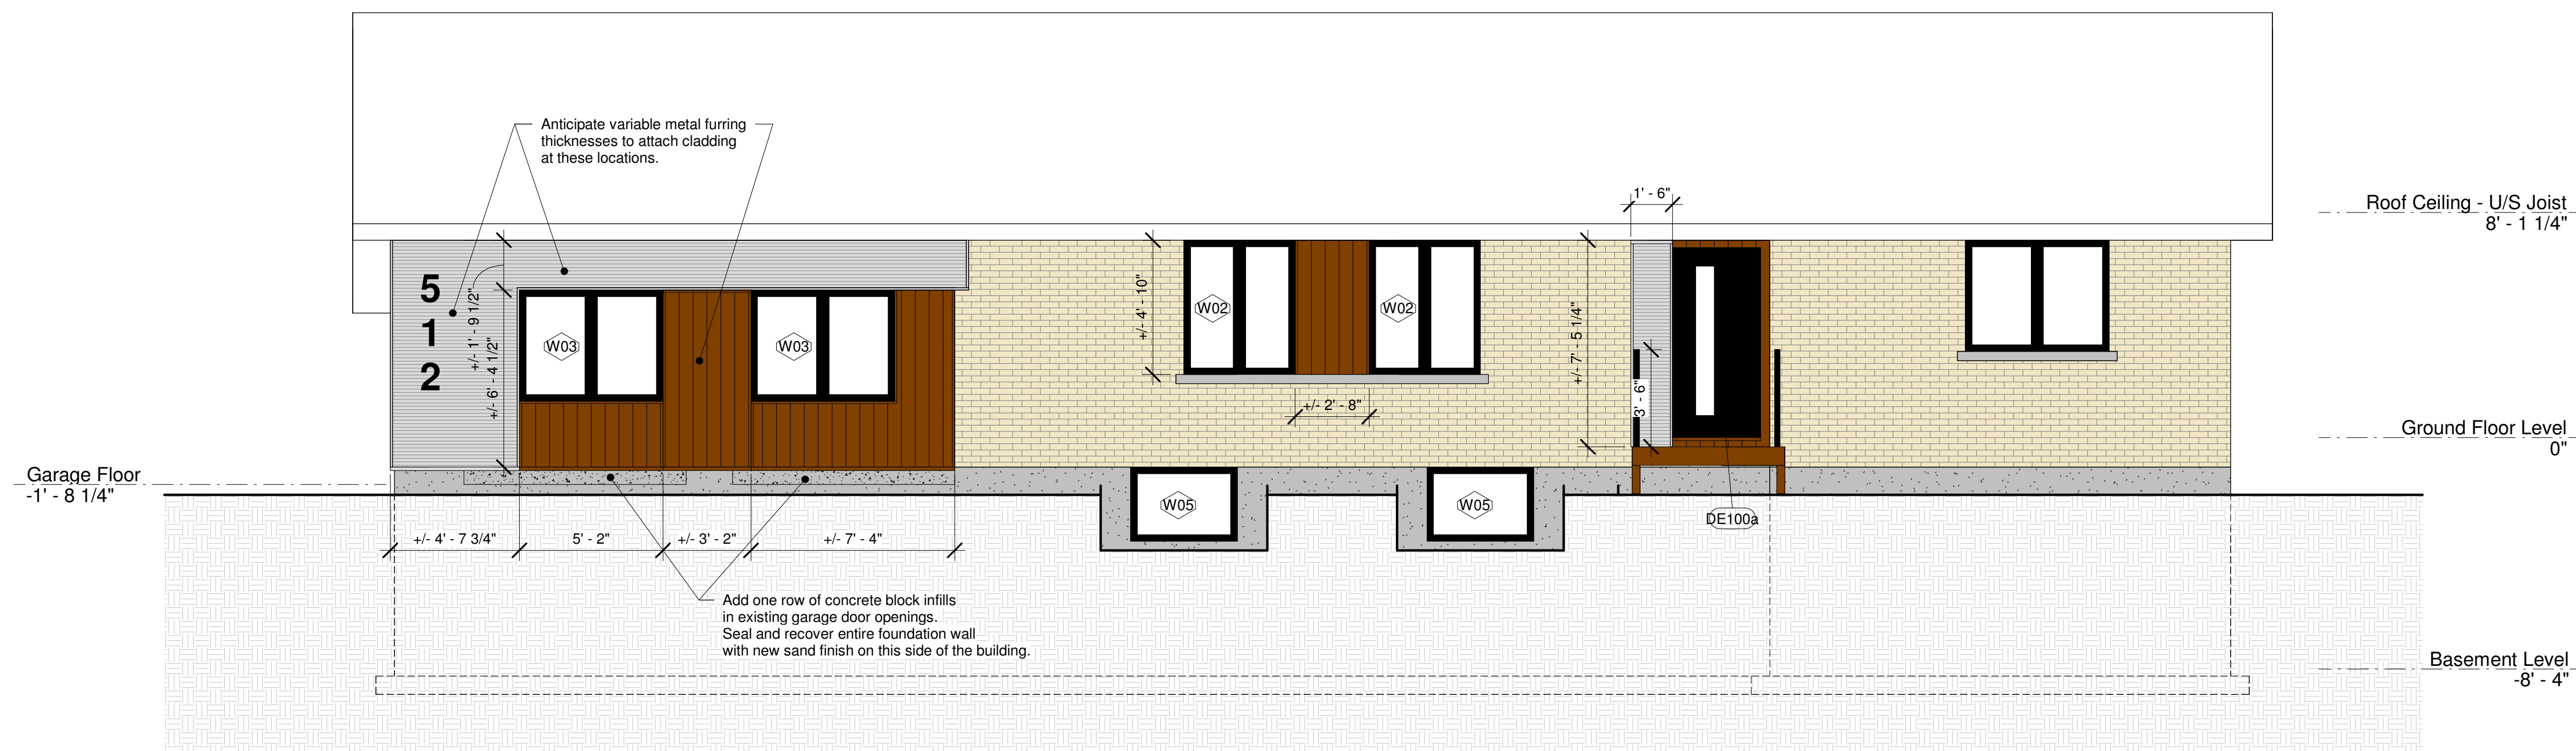 Anticipate variable metal furring
thicknesses to attach cladding
at these locations.
1' - 6"
Roof Ceiling - U/S Joist
8' - 1 1/4"
5
1
2
+/- 1' - 9 1/2"
+/- 6' - 4 1/2"
W03
W03
+/- 4' - 10"
W02
W02
+/- 2' - 8"
+/- 7' - 5 1/4"
3' - 6"
Ground Floor Level
0"
Garage Floor
-1' - 8 1/4"
W05
W05
DE100a
+/- 4' - 7 3/4"
5' - 2"
+/- 3' - 2"
+/- 7' - 4"
Add one row of concrete block infills
in existing garage door openings.
Seal and recover entire foundation wall
with new sand finish on this side of the building.
Basement Level
-8' - 4"